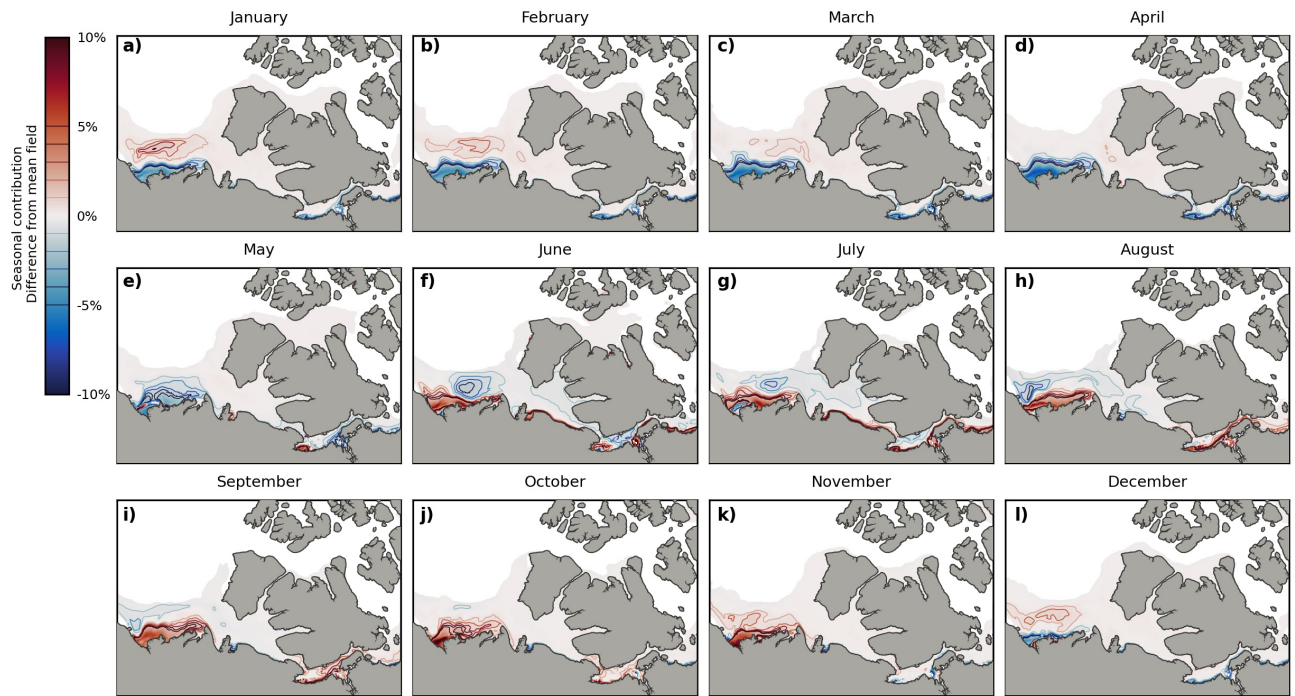 January
February
March
April
a)
b)
c)
d)
10%
5%
0%
-5%
-10%
Seasonal contribution
Difference from mean field
May
June
July
August
e)
f)
g)
h)
September
October
November
December
i)
j)
k)
l)